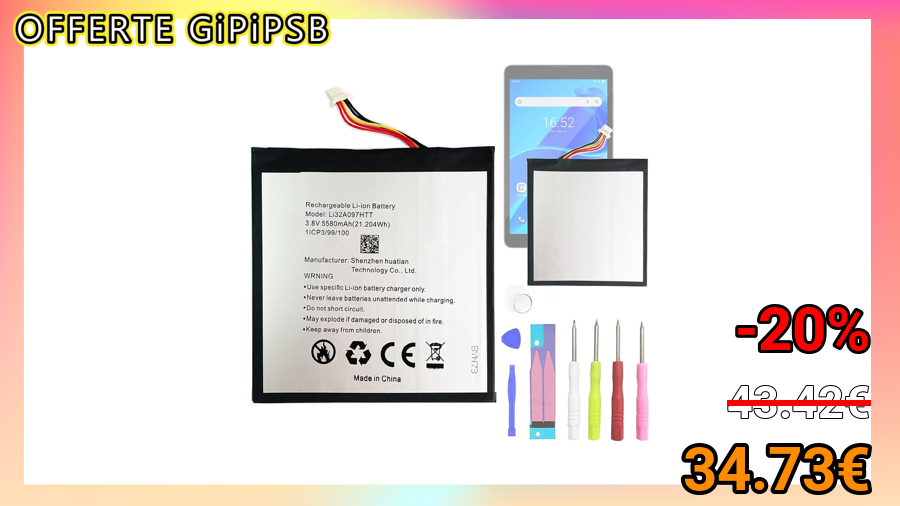 OFFERTE GiPiPSB
Rechargeable Li-ion Battery
Model: Li32A097HTT
3.8V 5580mAh(21.204Wh)
1ICP3/99/100
Manufacturer: Shenzhen huatian
Technology Co., Ltd.
WRNING
•Use specific Li-ion battery charger only.
•Never leave batteries unattended while charging.
•Do not short circuit.
•May explode if damaged or disposed of in fire.
•Keep away from children.
CE
Made in China
16:52
-20%
43.42€
34.73€